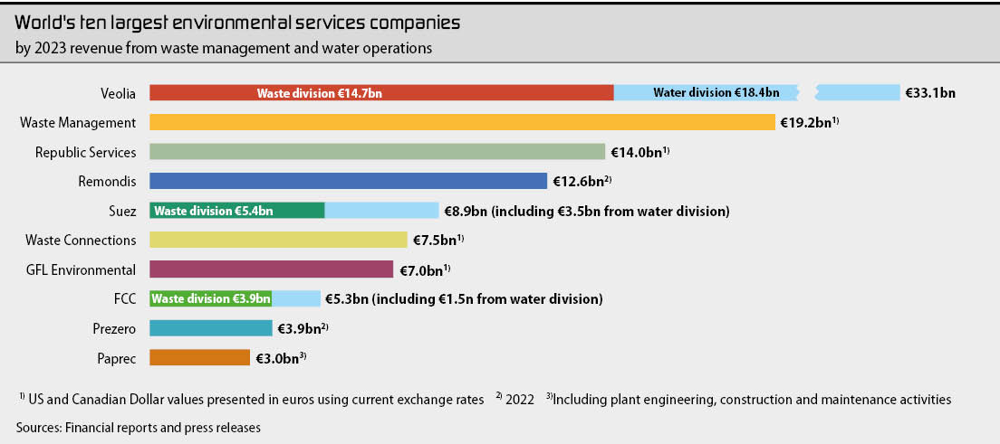 World's ten largest environmental services companies
by 2023 revenue from waste management and water operations
Veolia Waste division €14.7bn Water division €18.4bn €33.1bn
Waste Management €19.2bn1)
Republic Services €14.0bn1)
Remondis €12.6bn2)
Suez Waste division €5.4bn €8.9bn (including €3.5bn from water division)
Waste Connections €7.5bn1)
GFL Environmental €7.0bn1)
FCC Waste division €3.9bn €5.3bn (including €1.5n from water division)
Prezero €3.9bn2)
Paprec €3.0bn3)
1) US and Canadian Dollar values presented in euros using current exchange rates 2) 2022 3)Including plant engineering, construction and maintenance activities
Sources: Financial reports and press releases